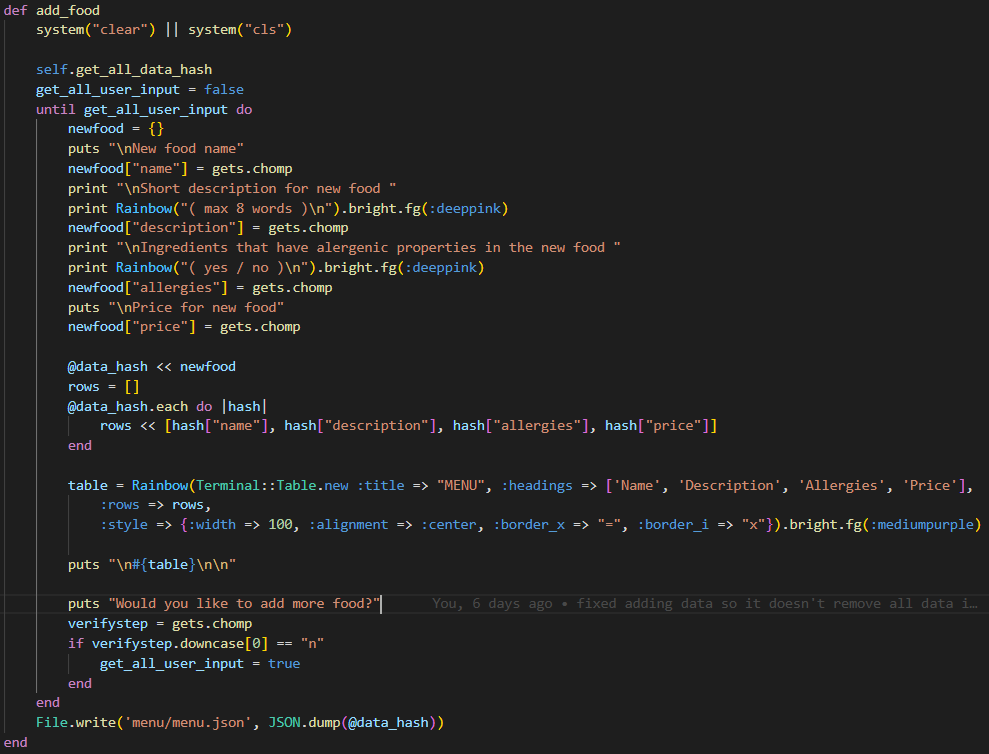 def add_food
    system("clear") || system("cls")

    self.get_all_data_hash
    get_all_user_input = false
    until get_all_user_input do
        newfood = {}
        puts "\nNew food name"
        newfood["name"] = gets.chomp
        print "\nShort description for new food "
        print Rainbow("( max 8 words )\n").bright.fg(:deeppink)
        newfood["description"] = gets.chomp
        print "\nIngredients that have alergenic properties in the new food "
        print Rainbow("( yes / no )\n").bright.fg(:deeppink)
        newfood["allergies"] = gets.chomp
        puts "\nPrice for new food"
        newfood["price"] = gets.chomp

        @data_hash << newfood
        rows = []
        @data_hash.each do |hash|
            rows << [hash["name"], hash["description"], hash["allergies"], hash["price"]]
        end

        table = Rainbow(Terminal::Table.new :title => "MENU", :headings => ['Name', 'Description', 'Allergies', 'Price'],
            :rows => rows,
            :style => {:width => 100, :alignment => :center, :border_x => "=", :border_i => "x"}).bright.fg(:mediumpurple)

        puts "\n#{table}\n\n"

        puts "Would you like to add more food?" You, 6 days ago • fixed adding data so it doesn't remove all data i…
        verifystep = gets.chomp
        if verifystep.downcase[0] == "n"
            get_all_user_input = true
        end
    end
    File.write('menu/menu.json', JSON.dump(@data_hash))
end